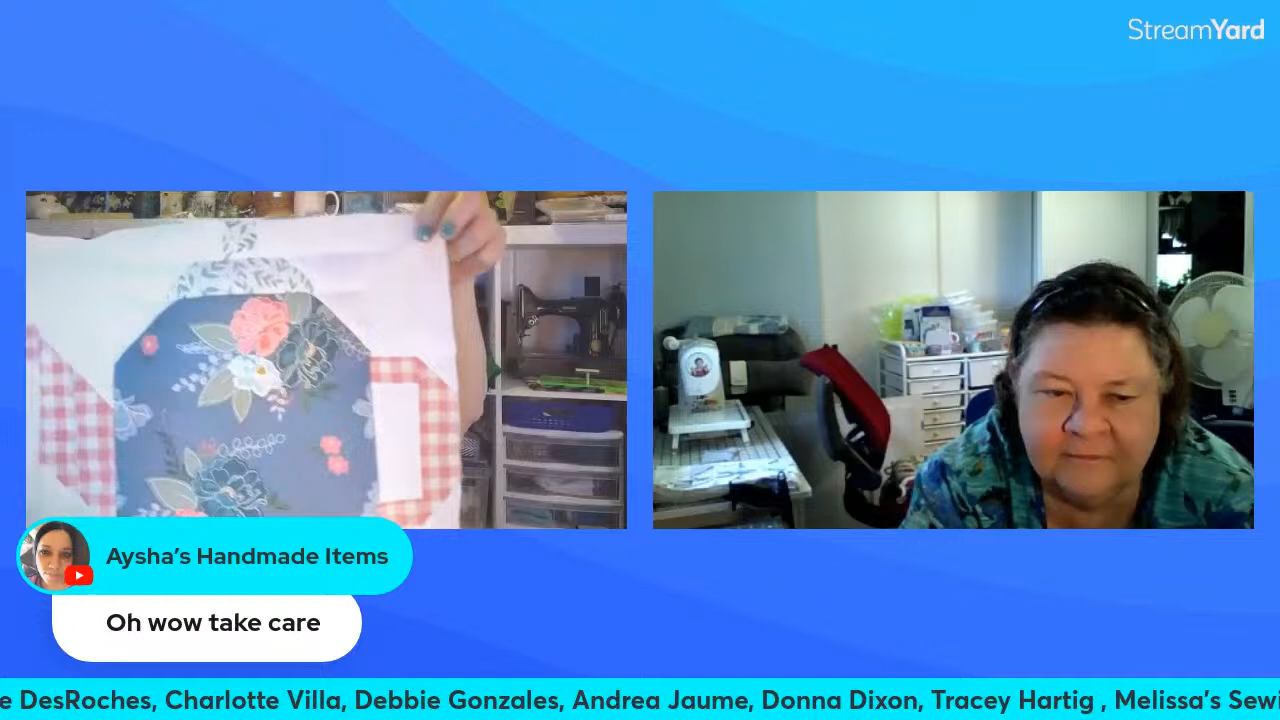 StreamYard
Aysha's Handmade Items
Oh wow take care
e DesRoches, Charlotte Villa, Debbie Gonzales, Andrea Jaume, Donna Dixon, Tracey Hartig , Melissa's Sewi